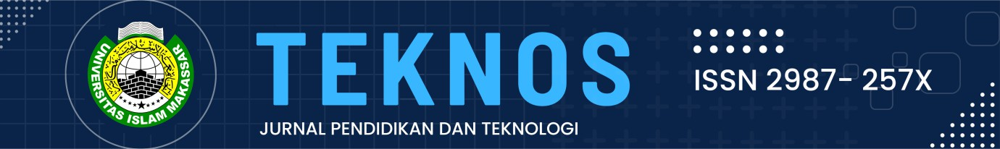 UNIVERSITAS ISLAM MAKASSAR
TEKNOS
JURNAL PENDIDIKAN DAN TEKNOLOGI
ISSN 2987- 257X